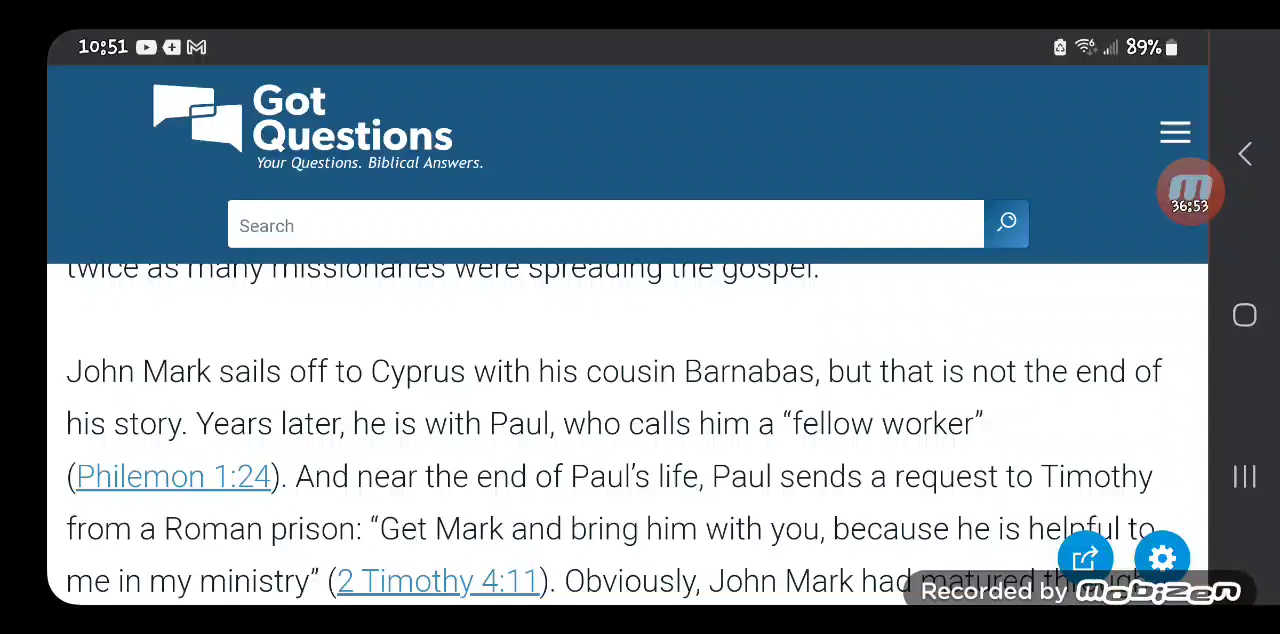 10:51
89%
Got
Questions
Your Questions. Biblical Answers.
36:53
Search
twice as many missionaries were spreading the gospel.
John Mark sails off to Cyprus with his cousin Barnabas, but that is not the end of
his story. Years later, he is with Paul, who calls him a “fellow worker”
(Philemon 1:24). And near the end of Paul’s life, Paul sends a request to Timothy
from a Roman prison: “Get Mark and bring him with you, because he is helpful to
me in my ministry” (2 Timothy 4:11). Obviously, John Mark had matured
Recorded by mobizen